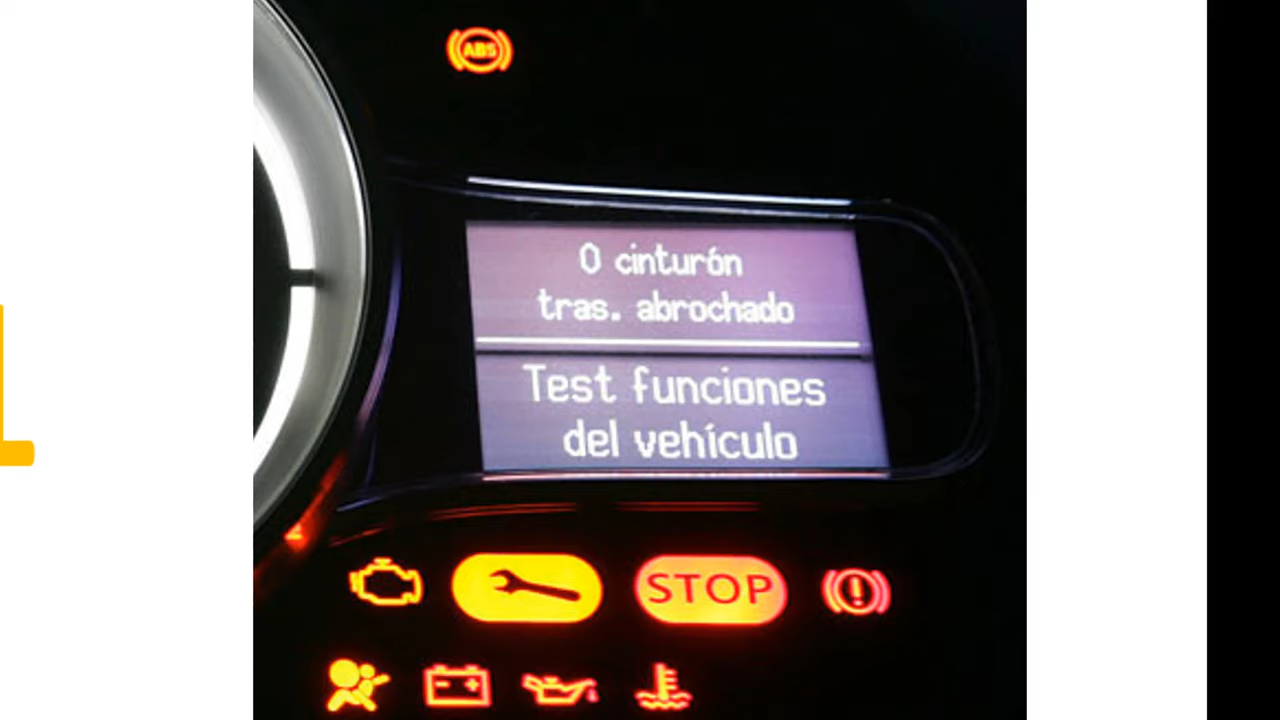 ABS
0 cinturón
tras. abrochado
Test funciones
del vehículo
STOP